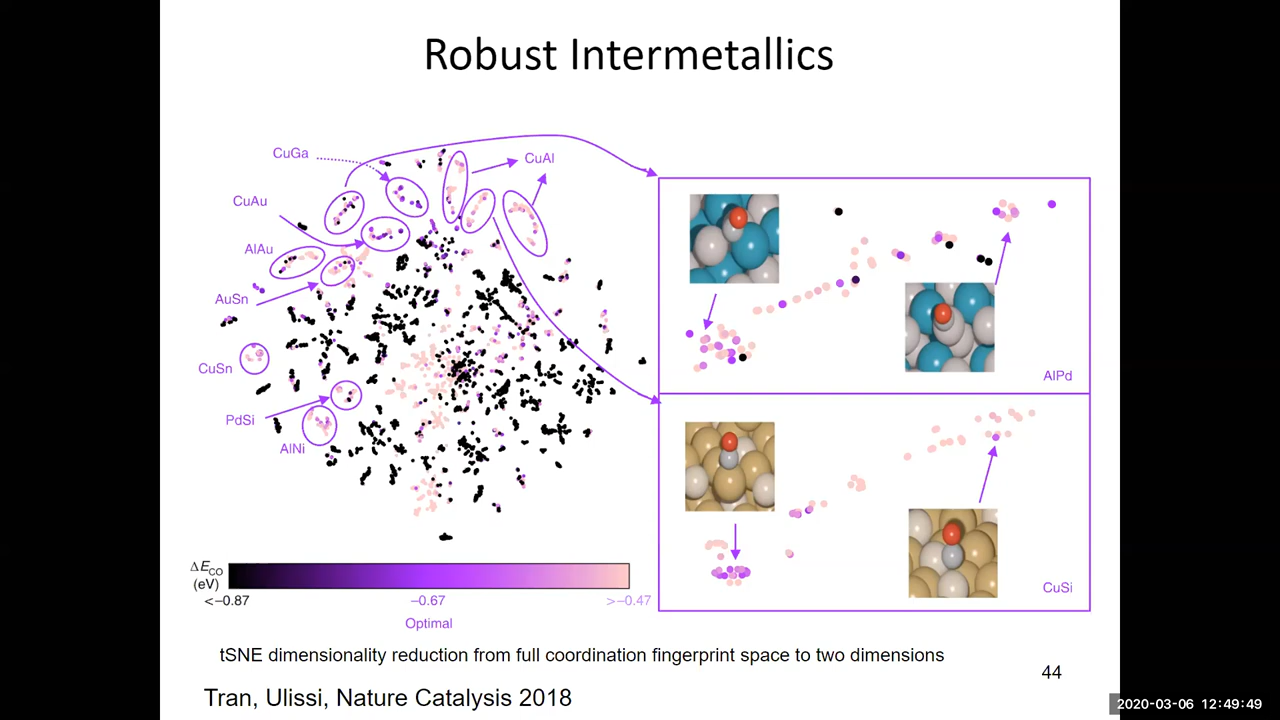 Robust Intermetallics
CuGa
CuAl
CuAu
AlAu
AuSn
CuSn
PdSi
AlNi
AlPd
CuSi
ΔE_CO
(eV)
<−0.87
−0.67
>−0.47
Optimal
tSNE dimensionality reduction from full coordination fingerprint space to two dimensions
44
Tran, Ulissi, Nature Catalysis 2018
2020-03-06 12:49:49